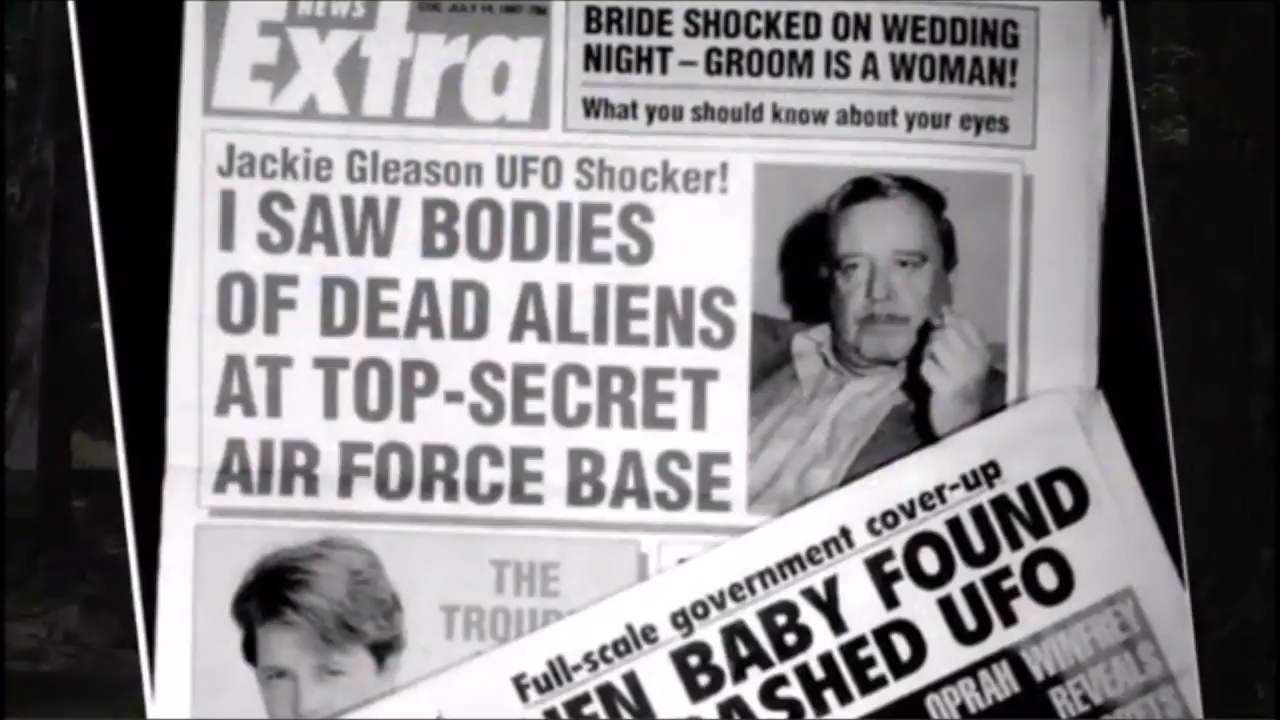 NEWS
Extra
BRIDE SHOCKED ON WEDDING
NIGHT – GROOM IS A WOMAN!
What you should know about your eyes
Jackie Gleason UFO Shocker!
I SAW BODIES
OF DEAD ALIENS
AT TOP-SECRET
AIR FORCE BASE
THE
Full-scale government cover-up
BABY FOUND
UFO
OPRAH WINFREY
REVEALS